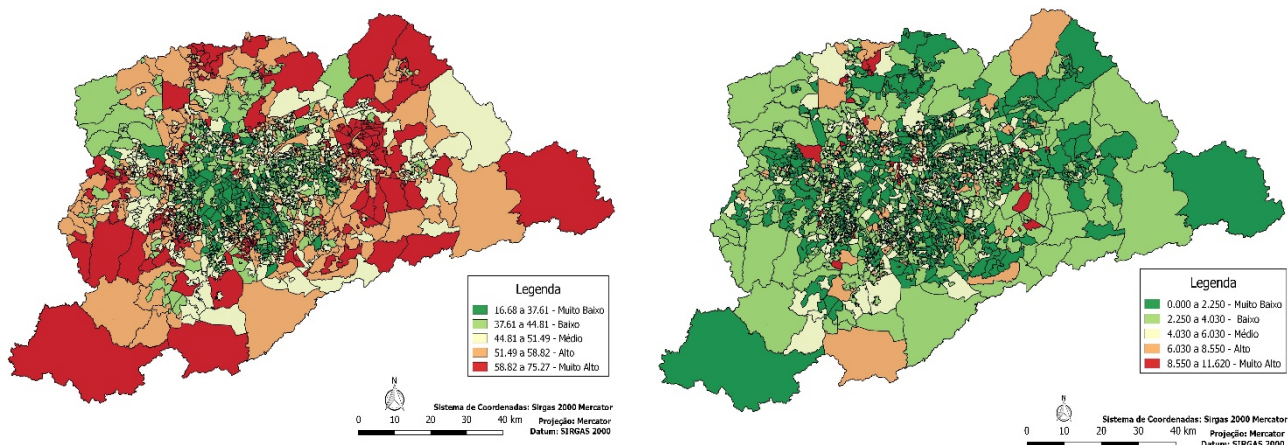 Legenda
16.68 a 37.61 - Muito Baixo
37.61 a 44.81 - Baixo
44.81 a 51.49 - Médio
51.49 a 58.82 - Alto
58.82 a 75.27 - Muito Alto
N
0 10 20 30 40 km
Sistema de Coordenadas: Sirgas 2000 Mercator
Projeção: Mercator
Datum: SIRGAS 2000
Legenda
0.000 a 2.250 - Muito Baixo
2.250 a 4.030 - Baixo
4.030 a 6.030 - Médio
6.030 a 8.550 - Alto
8.550 a 11.620 - Muito Alto
N
0 10 20 30 40 km
Sistema de Coordenadas: Sirgas 2000 Mercator
Projeção: Mercator
Datum: SIRGAS 2000